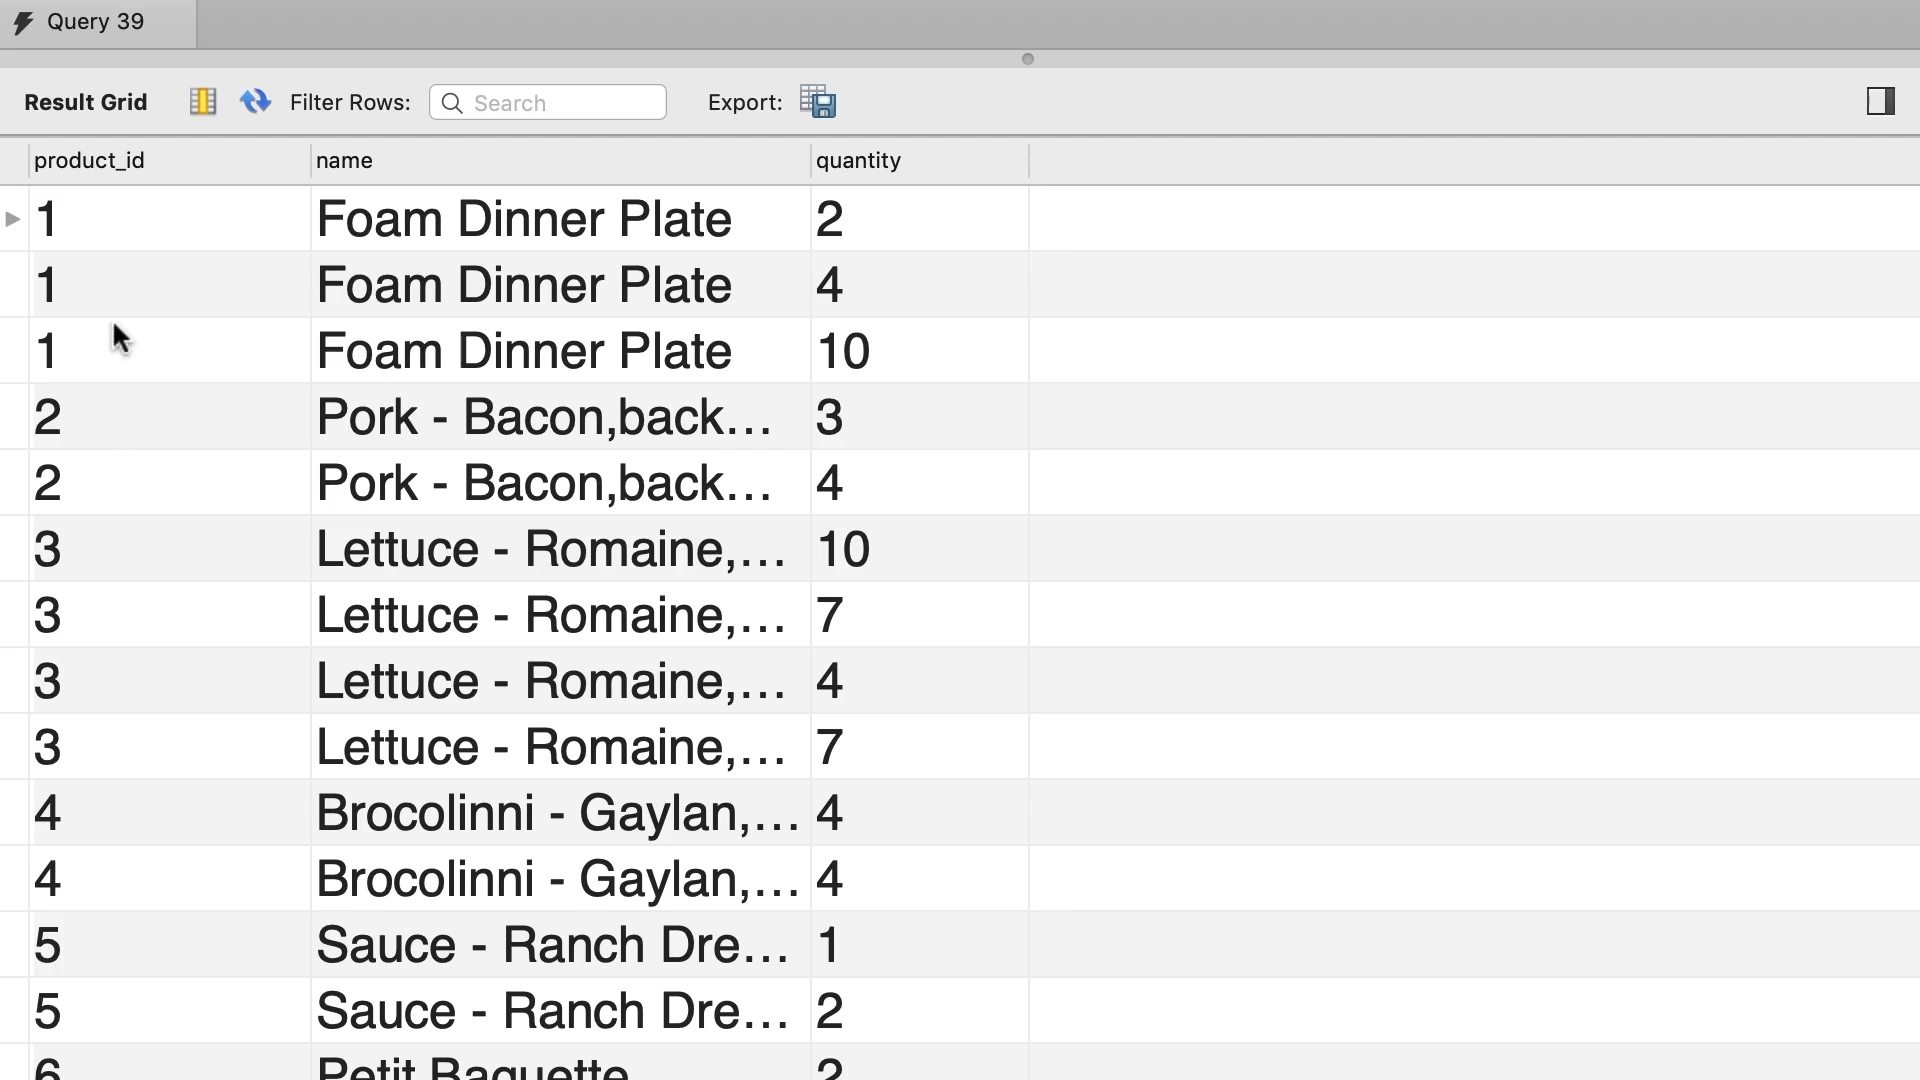 Query 39
Result Grid Filter Rows: Search Export:
product_id name quantity
1 Foam Dinner Plate 2
1 Foam Dinner Plate 4
1 Foam Dinner Plate 10
2 Pork - Bacon,back... 3
2 Pork - Bacon,back... 4
3 Lettuce - Romaine,... 10
3 Lettuce - Romaine,... 7
3 Lettuce - Romaine,... 4
3 Lettuce - Romaine,... 7
4 Brocolinni - Gaylan,... 4
4 Brocolinni - Gaylan,... 4
5 Sauce - Ranch Dre... 1
5 Sauce - Ranch Dre... 2
6 Petit Baguette 2